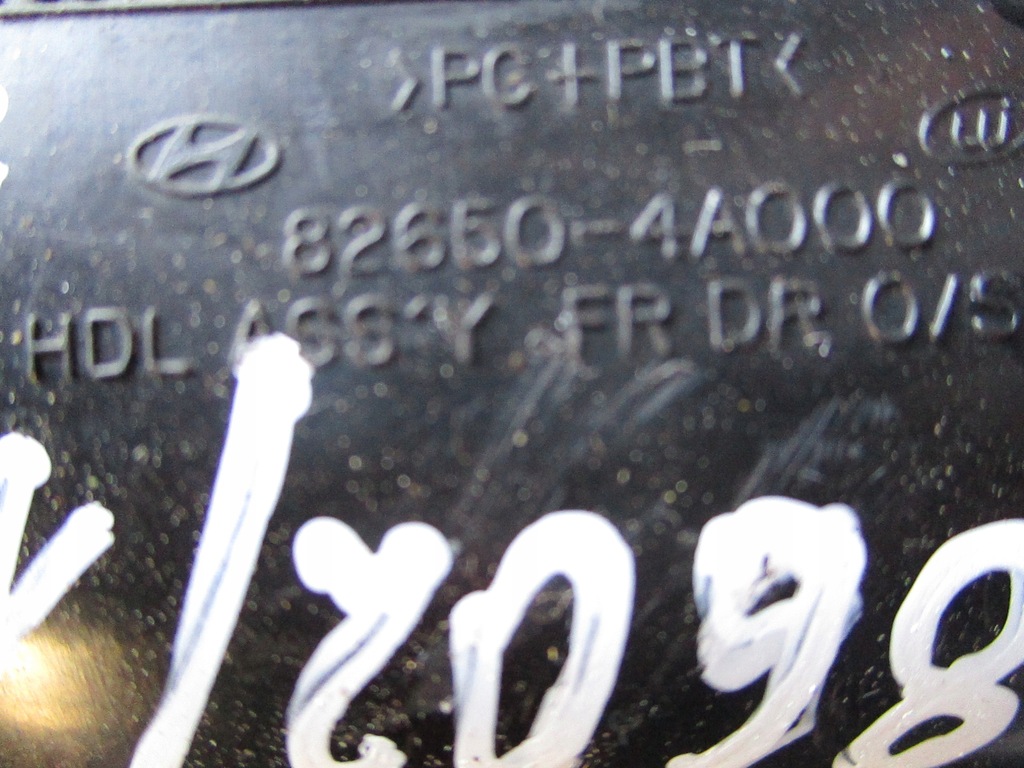 >PC+PBT<
82650-4A000
HDL ASS'Y FR DR O/S